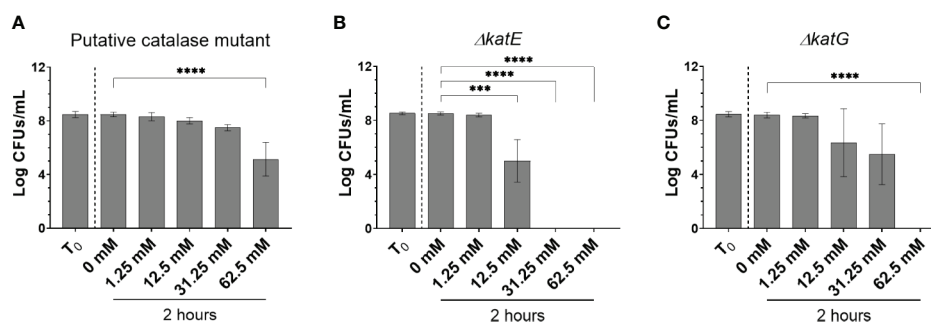 A
Putative catalase mutant
Log CFUs/mL
12
8
4
0
****
T0
0 mM
1.25 mM
12.5 mM
31.25 mM
62.5 mM
2 hours
B
ΔkatE
Log CFUs/mL
12
8
4
0
****
****
***
T0
0 mM
1.25 mM
12.5 mM
31.25 mM
62.5 mM
2 hours
C
ΔkatG
Log CFUs/mL
12
8
4
0
****
T0
0 mM
1.25 mM
12.5 mM
31.25 mM
62.5 mM
2 hours